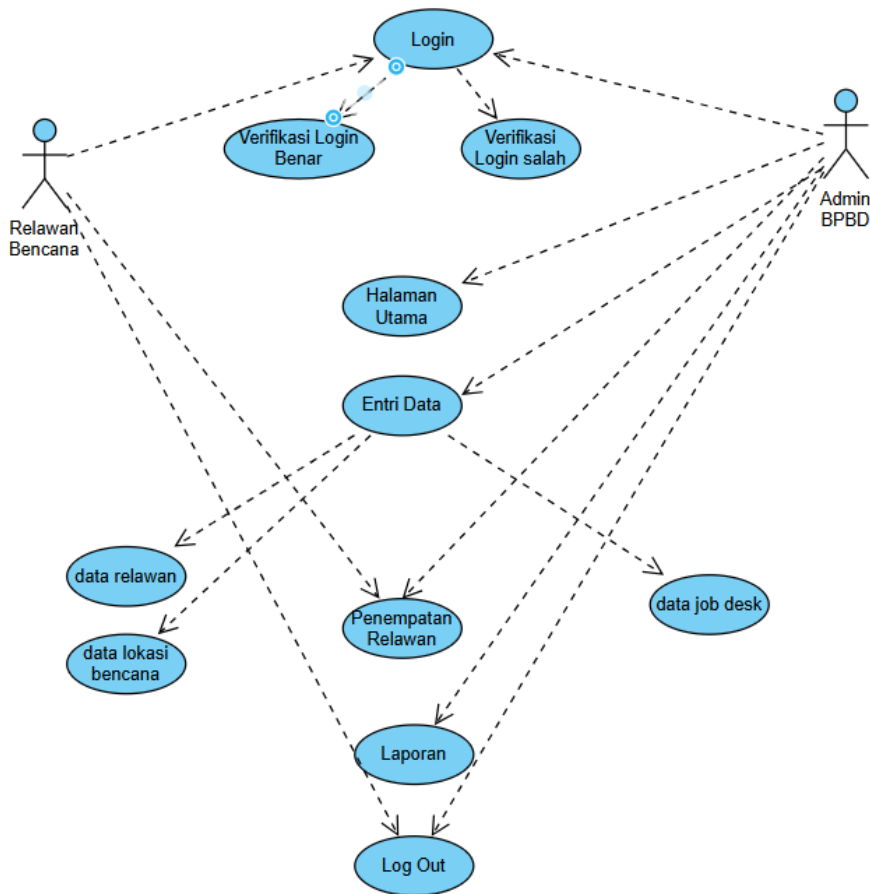 Login
Verifikasi Login
Benar
Verifikasi
Login salah
Relawan
Bencana
Admin
BPBD
Halaman
Utama
Entri Data
data relawan
data lokasi
bencana
Penempatan
Relawan
data job desk
Laporan
Log Out